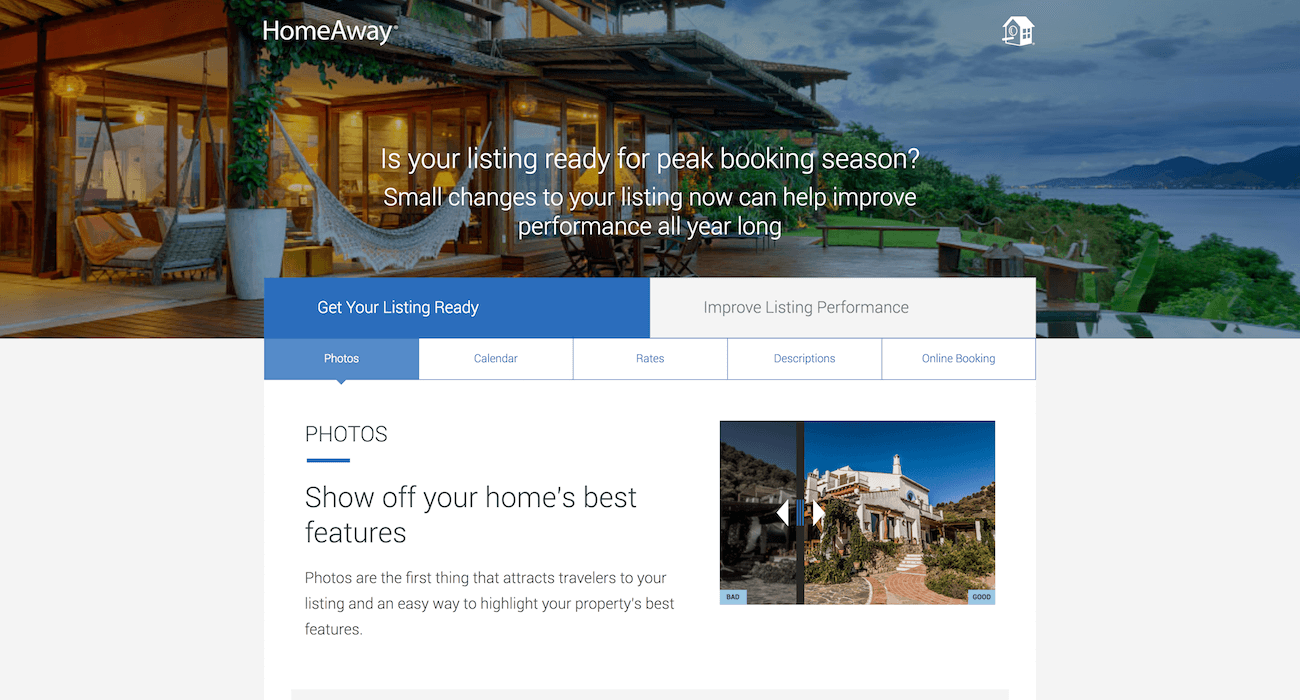 HomeAway®
Is your listing ready for peak booking season?
Small changes to your listing now can help improve
performance all year long
Get Your Listing Ready
Improve Listing Performance
Photos
Calendar
Rates
Descriptions
Online Booking
PHOTOS
Show off your home's best
features
Photos are the first thing that attracts travelers to your
listing and an easy way to highlight your property's best
features.
BAD
GOOD